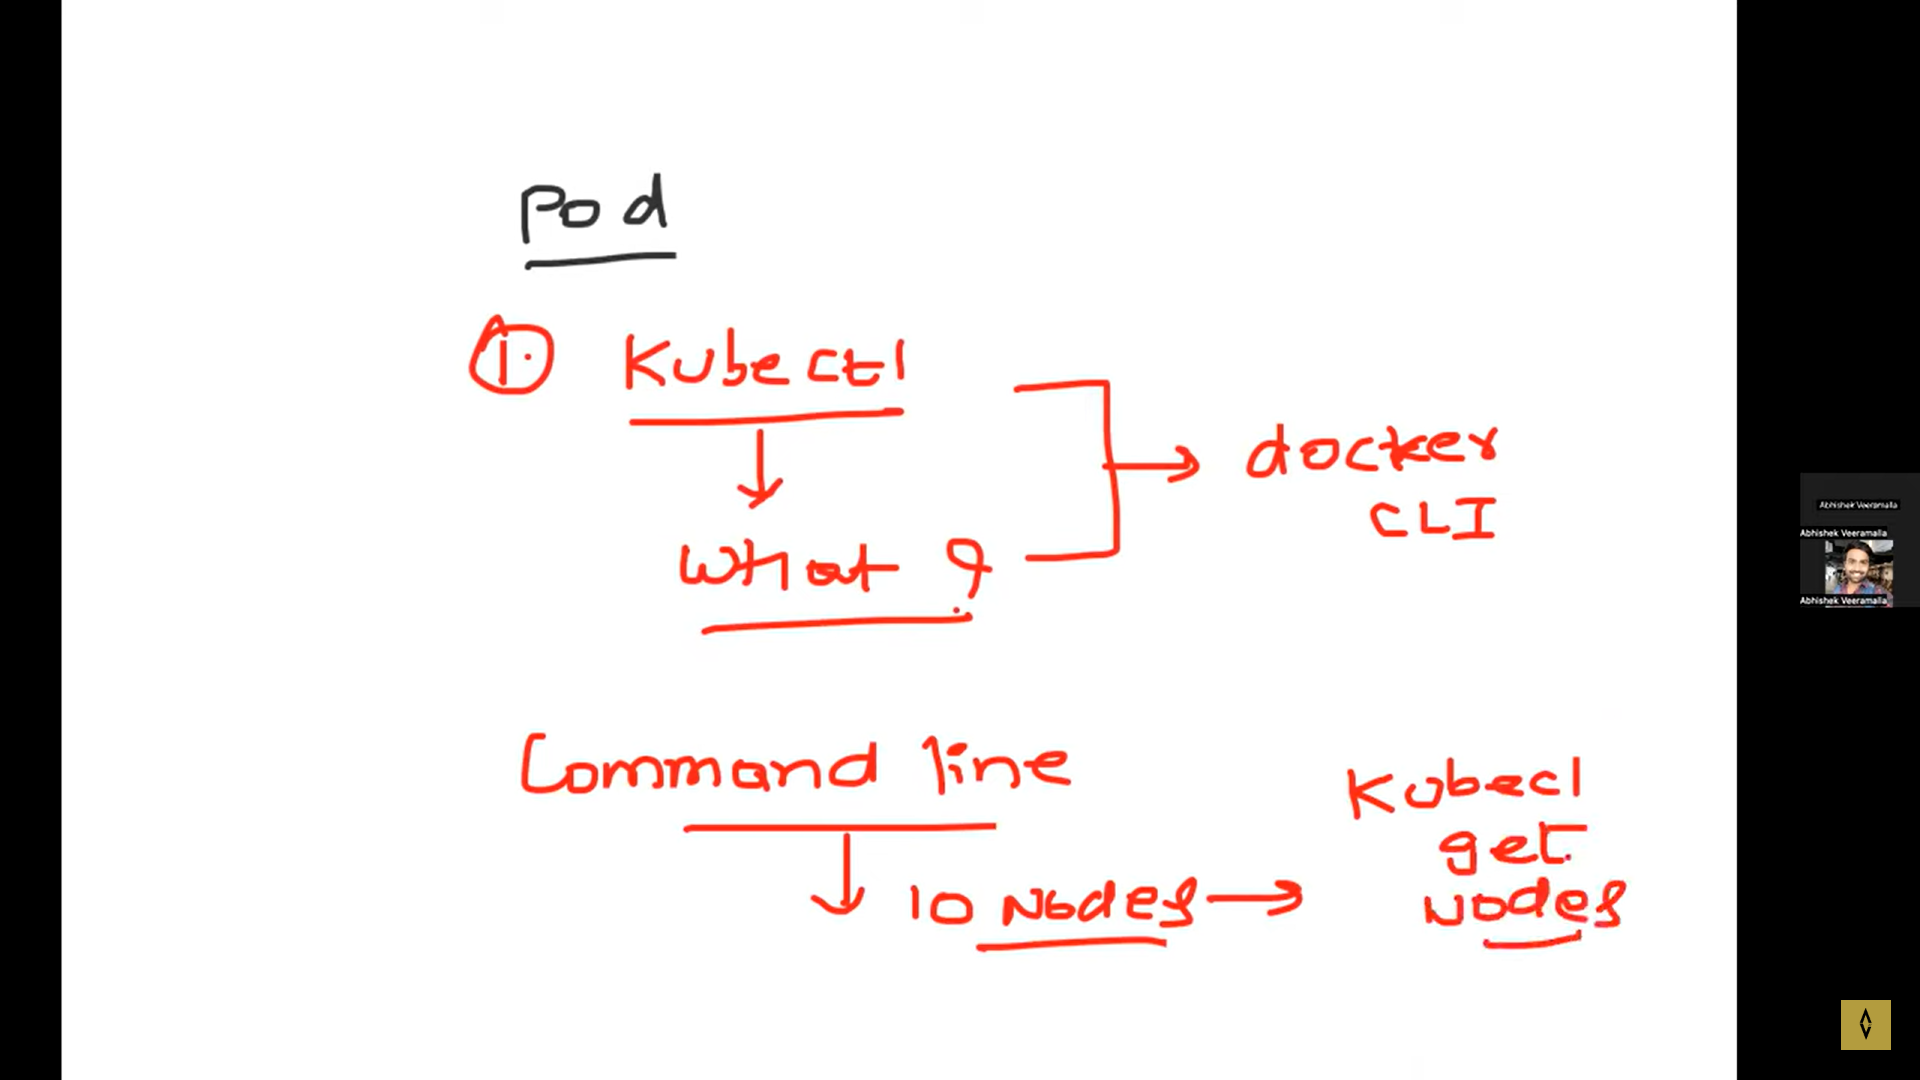 Pod
1. Kubectl
What ?
docker
CLI
Command line
10 Nodes
Kubecl
get
Nodes
Abhishek Veeramalla
Abhishek Veeramalla
Abhishek Veeramalla